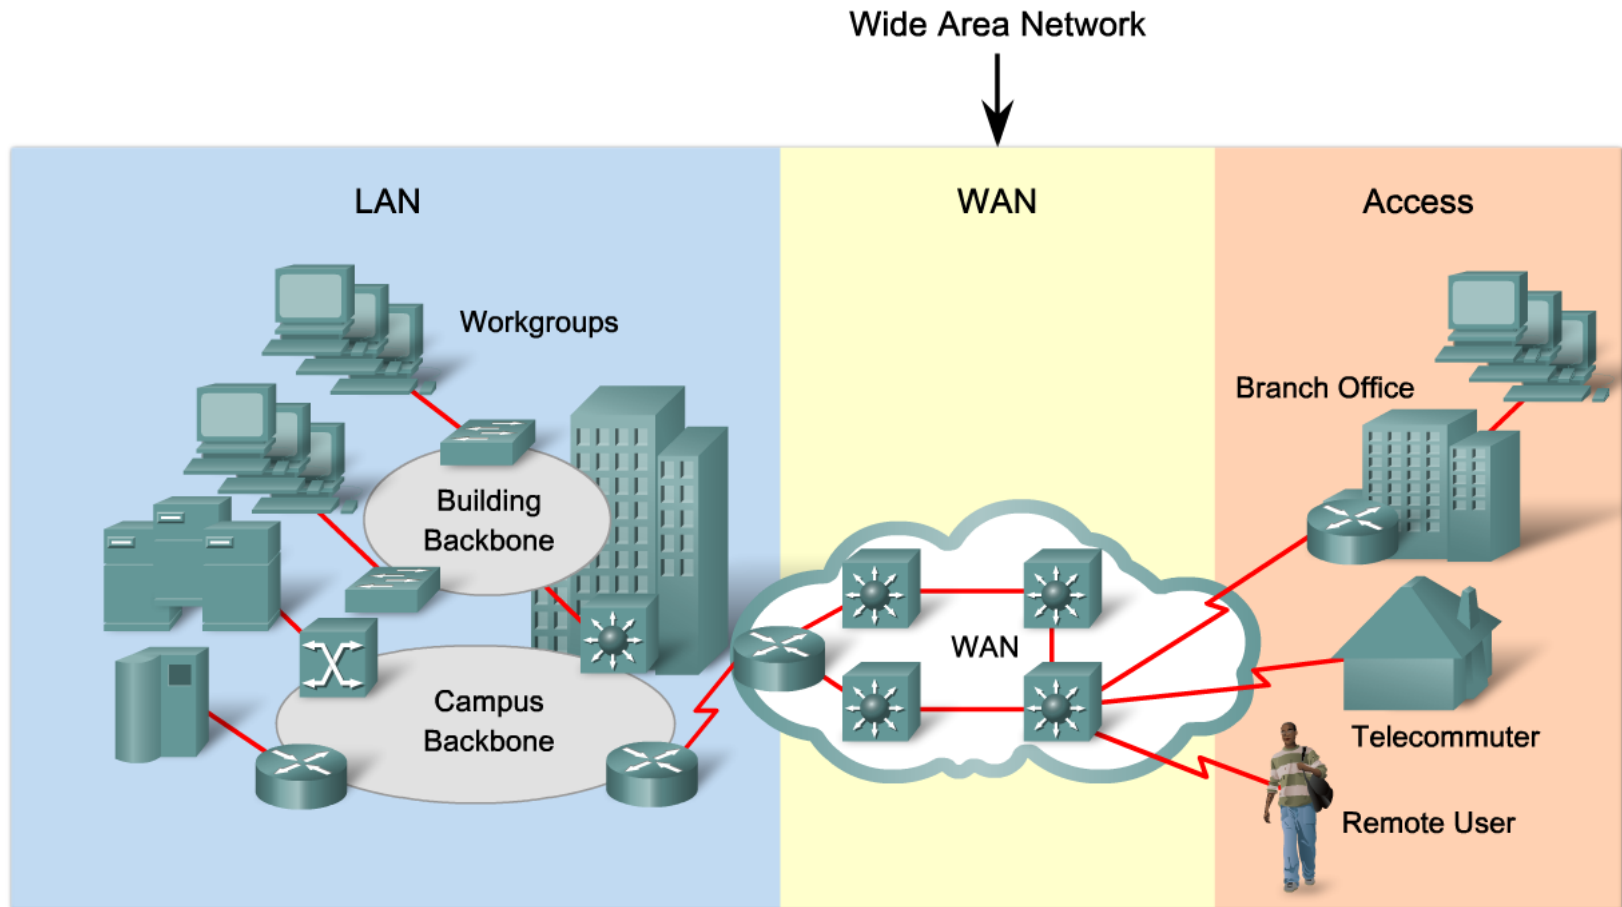 Wide Area Network
LAN
WAN
Access
Workgroups
Branch Office
Building
Backbone
WAN
Campus
Backbone
Telecommuter
Remote User